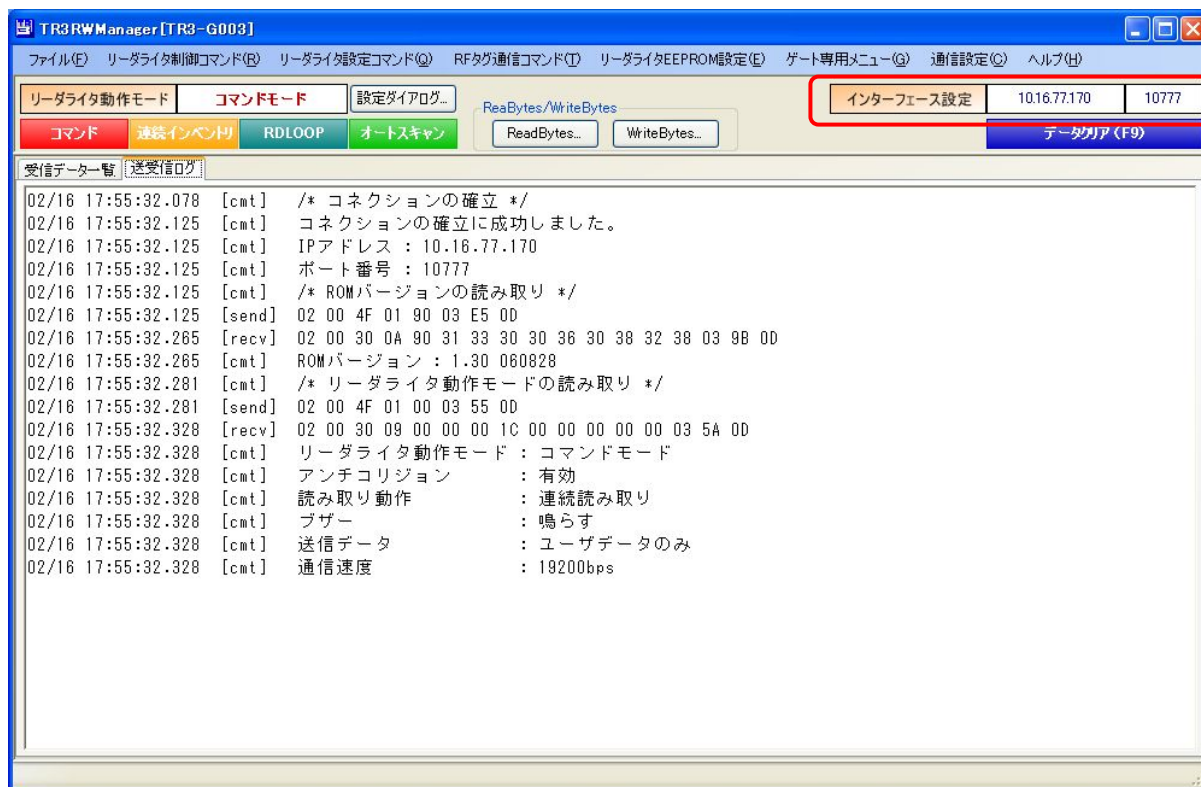 TR3RWManager[TR3-G003]
ファイル(F) リーダライタ制御コマンド(R) リーダライタ設定コマンド(Q) RFタグ通信コマンド(T) リーダライタEEPROM設定(E) ゲート専用メニュー(G) 通信設定(C) ヘルプ(H)
リーダライタ動作モード コマンドモード 設定ダイアログ... ReaBytes/WriteBytes インターフェース設定 10.16.77.170 10777
コマンド 連続インベントリ RDLOOP オートスキャン ReadBytes... WriteBytes... データクリア(F9)
受信データ一覧 送受信ログ
02/16 17:55:32.078 [cmt] /* コネクションの確立 */
02/16 17:55:32.125 [cmt] コネクションの確立に成功しました。
02/16 17:55:32.125 [cmt] IPアドレス : 10.16.77.170
02/16 17:55:32.125 [cmt] ポート番号 : 10777
02/16 17:55:32.125 [cmt] /* ROMバージョンの読み取り */
02/16 17:55:32.125 [send] 02 00 4F 01 90 03 E5 0D
02/16 17:55:32.265 [recv] 02 00 30 0A 90 31 33 30 30 36 30 38 32 38 03 9B 0D
02/16 17:55:32.265 [cmt] ROMバージョン : 1.30 060828
02/16 17:55:32.281 [cmt] /* リーダライタ動作モードの読み取り */
02/16 17:55:32.281 [send] 02 00 4F 01 00 03 55 0D
02/16 17:55:32.328 [recv] 02 00 30 09 00 00 00 1C 00 00 00 00 00 03 5A 0D
02/16 17:55:32.328 [cmt] リーダライタ動作モード : コマンドモード
02/16 17:55:32.328 [cmt] アンチコリジョン : 有効
02/16 17:55:32.328 [cmt] 読み取り動作 : 連続読み取り
02/16 17:55:32.328 [cmt] ブザー : 鳴らす
02/16 17:55:32.328 [cmt] 送信データ : ユーザデータのみ
02/16 17:55:32.328 [cmt] 通信速度 : 19200bps